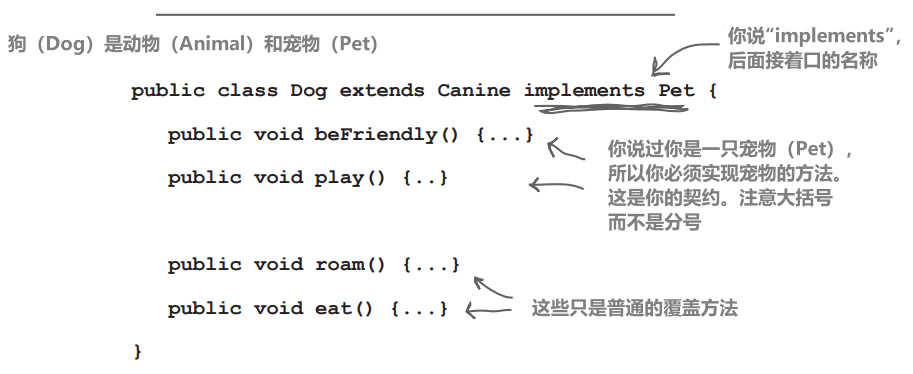 狗（Dog）是动物（Animal）和宠物（Pet）
你说“implements”，
后面接着口的名称
public class Dog extends Canine implements Pet {
public void beFriendly() {...}
你说过你是一只宠物（Pet），
所以你必须实现宠物的方法。
这是你的契约。注意大括号
而不是分号
public void play() {..}
public void roam() {...}
public void eat() {...}
这些只是普通的覆盖方法
}